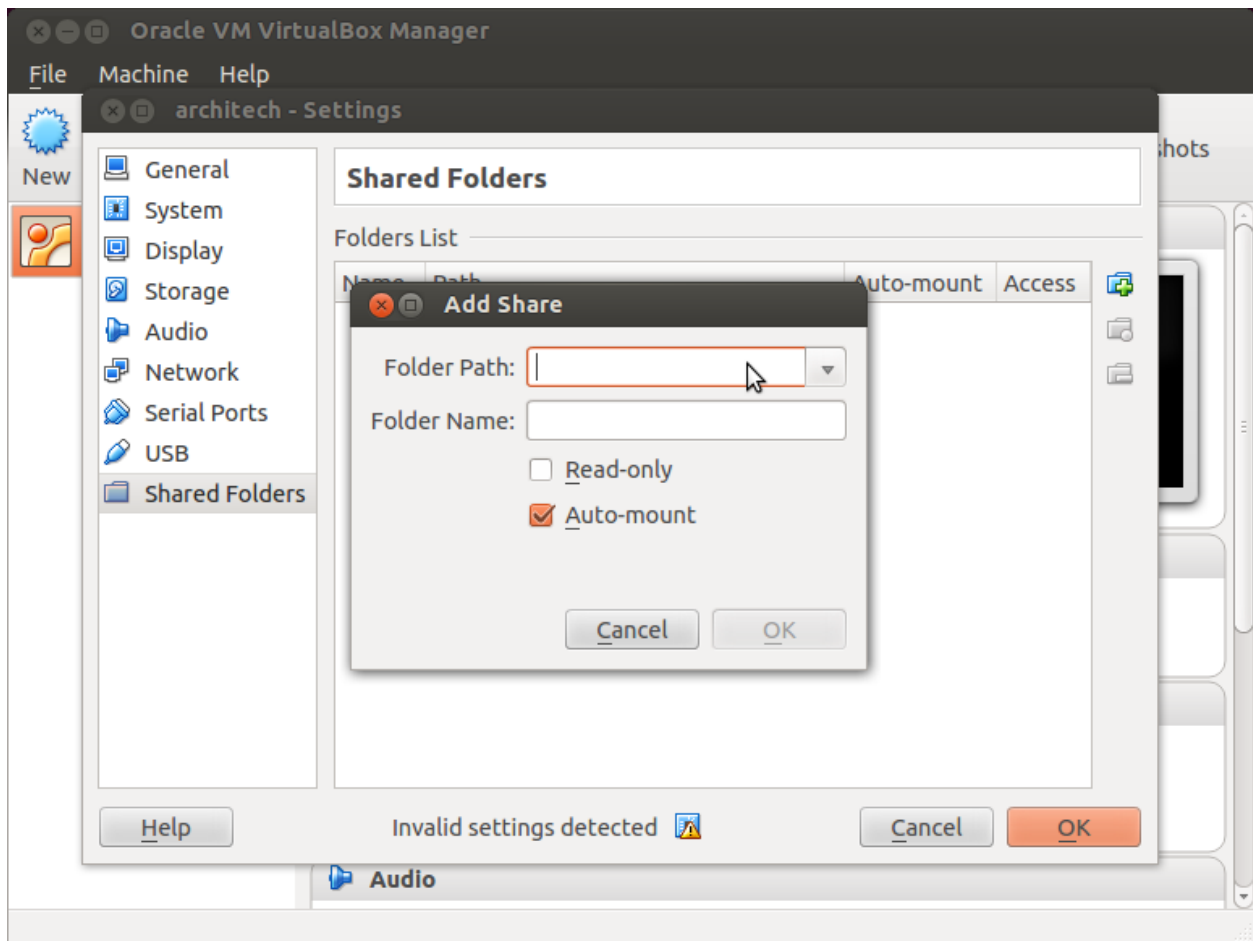 Oracle VM VirtualBox Manager
File Machine Help
architech - Settings
New
General
System
Display
Storage
Audio
Network
Serial Ports
USB
Shared Folders
Shared Folders
Folders List
Name Path Auto-mount Access
Add Share
Folder Path:
Folder Name:
Read-only
Auto-mount
Cancel OK
Help Invalid settings detected Cancel OK
shots
Audio